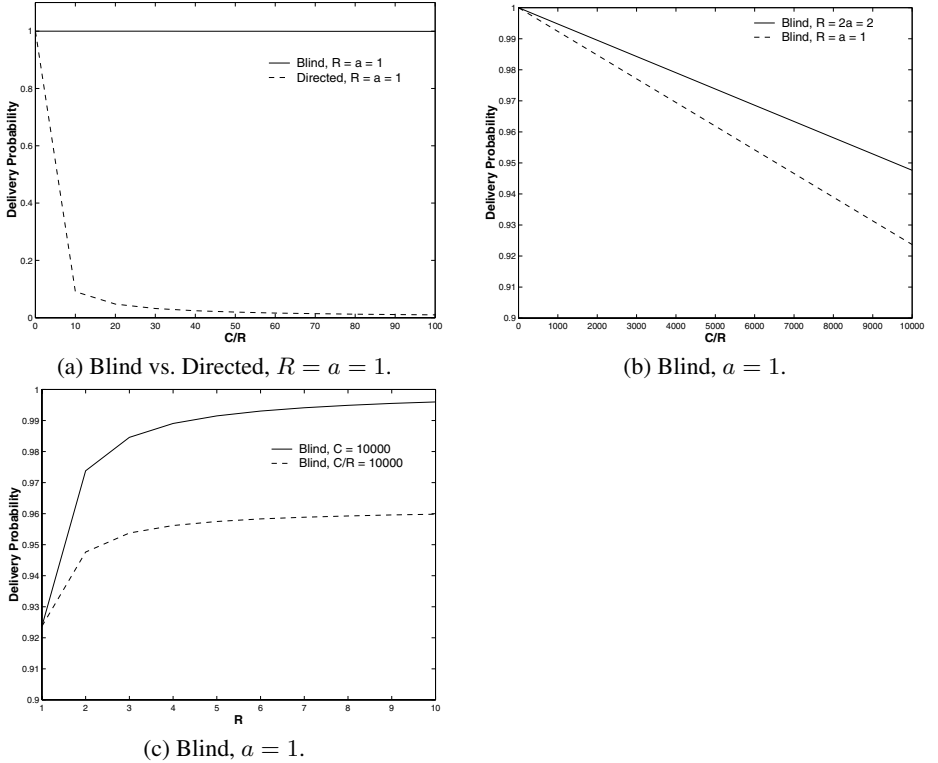 1
0.8
0.6
0.4
0.2
0
Delivery Probability
Blind, R = a = 1
Directed, R = a = 1
0 10 20 30 40 50 60 70 80 90 100
C/R
(a) Blind vs. Directed, R = a = 1.
1
0.99
0.98
0.97
0.96
0.95
0.94
0.93
0.92
0.91
0.9
Delivery Probability
Blind, R = 2a = 2
Blind, R = a = 1
0 1000 2000 3000 4000 5000 6000 7000 8000 9000 10000
C/R
(b) Blind, a = 1.
1
0.99
0.98
0.97
0.96
0.95
0.94
0.93
0.92
0.91
0.9
Delivery Probability
Blind, C = 10000
Blind, C/R = 10000
1 2 3 4 5 6 7 8 9 10
R
(c) Blind, a = 1.